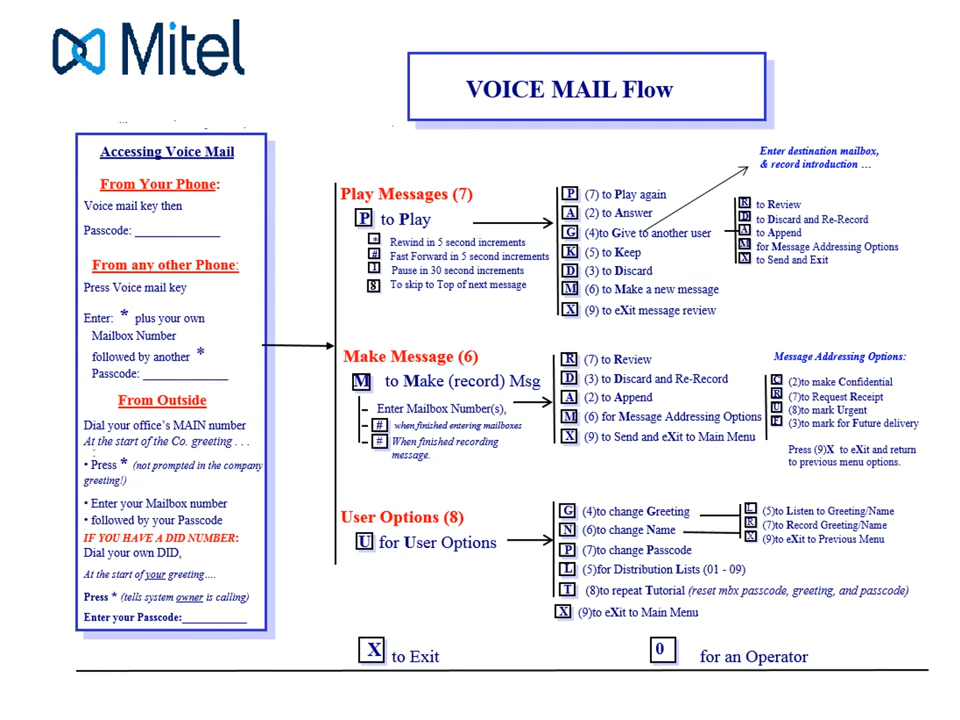 Mitel
VOICE MAIL Flow
Accessing Voice Mail
From Your Phone:
Voice mail key then
Passcode: ______________
From any other Phone:
Press Voice mail key
Enter: * plus your own
Mailbox Number
followed by another *
Passcode: ______________
From Outside
Dial your office's MAIN number
At the start of the Co. greeting . . .
:
• Press * (not prompted in the company
greeting!)
• Enter your Mailbox number
• followed by your Passcode
IF YOU HAVE A DID NUMBER:
Dial your own DID,
At the start of your greeting….
Press * (tells system owner is calling)
Enter your Passcode:___________
Play Messages (7)
P to Play
* Rewind in 5 second increments
# Fast Forward in 5 second increments
1 Pause in 30 second increments
8 To skip to Top of next message
P (7) to Play again
A (2) to Answer
G (4)to Give to another user
K (5) to Keep
D (3) to Discard
M (6) to Make a new message
X (9) to eXit message review
Enter destination mailbox,
& record introduction …
R to Review
D to Discard and Re-Record
A to Append
M for Message Addressing Options
X to Send and Exit
Make Message (6)
M to Make (record) Msg
Enter Mailbox Number(s),
# when finished entering mailboxes
# When finished recording
message.
R (7) to Review
D (3) to Discard and Re-Record
A (2) to Append
M (6) for Message Addressing Options
X (9) to Send and eXit to Main Menu
Message Addressing Options:
C (2)to make Confidential
R (7)to Request Receipt
U (8)to mark Urgent
F (3)to mark for Future delivery
Press (9)X to eXit and return
to previous menu options.
User Options (8)
U for User Options
G (4)to change Greeting
N (6)to change Name
P (7)to change Passcode
L (5)for Distribution Lists (01 - 09)
T (8)to repeat Tutorial (reset mbx passcode, greeting, and passcode)
X (9)to eXit to Main Menu
L (5)to Listen to Greeting/Name
R (7)to Record Greeting/Name
X (9)to eXit to Previous Menu
X to Exit
0 for an Operator